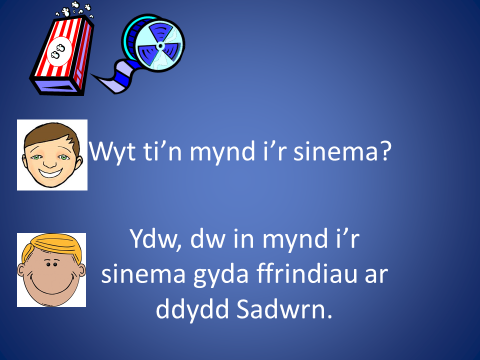 Wyt ti’n mynd i’r sinema?
Ydw, dw in mynd i’r
sinema gyda ffrindiau ar
ddydd Sadwrn.